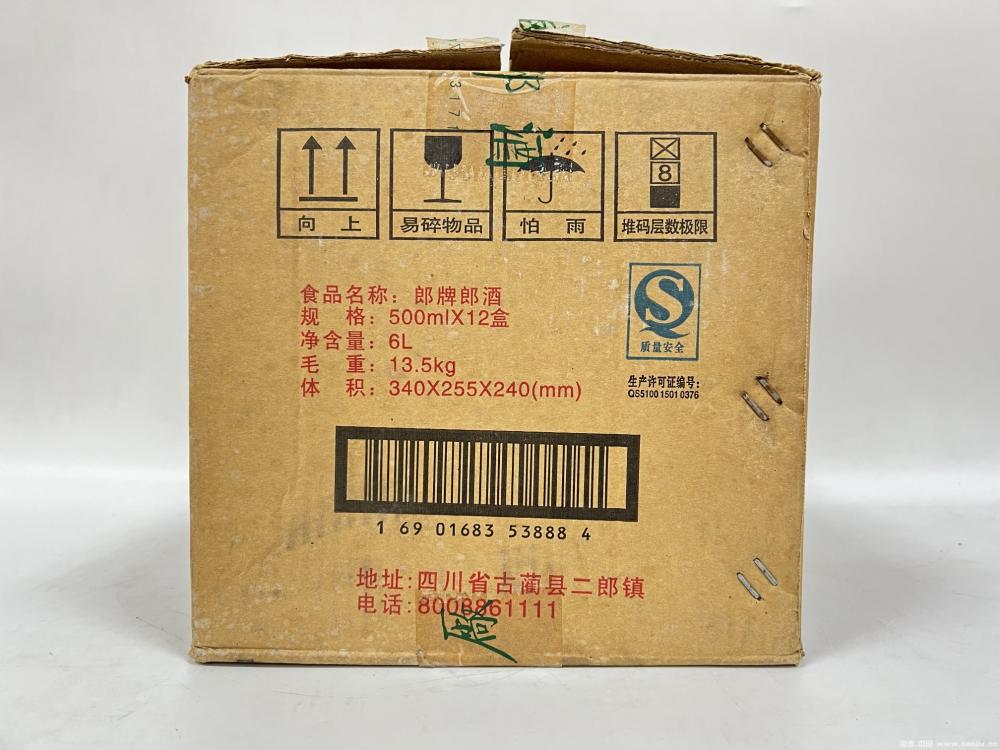 3171
郎
酒
向 上
易碎物品
怕 雨
8
堆码层数极限
食品名称：郎牌郎酒
规 格：500mlX12盒
净含量：6L
毛 重：13.5kg
体 积：340X255X240(mm)
质量安全
生产许可证编号：
QS5100 1501 0376
1 69 01683 53888 4
地址:四川省古蔺县二郎镇
电话:8008861111